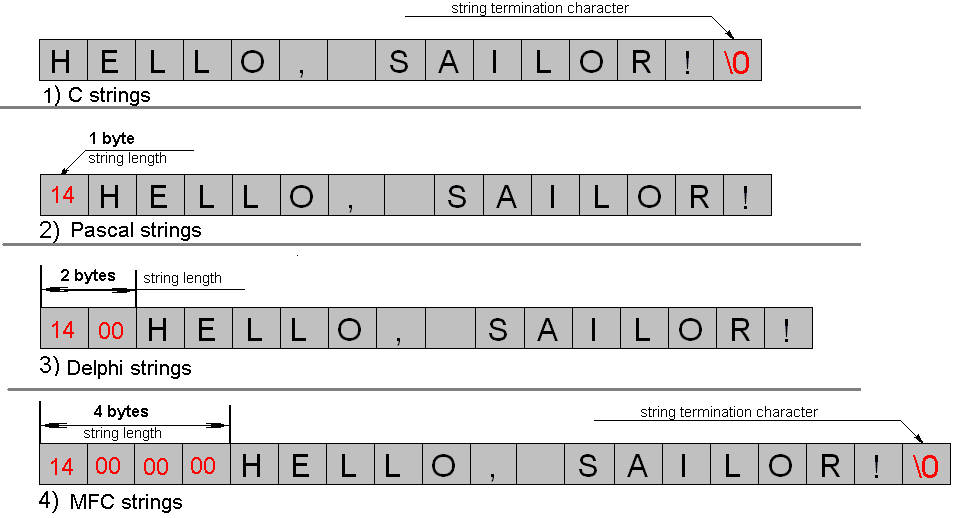 string termination character
H E L L O , S A I L O R ! \0
1) C strings
1 byte
string length
14 H E L L O , S A I L O R !
2) Pascal strings
2 bytes string length
14 00 H E L L O , S A I L O R !
3) Delphi strings
4 bytes string termination character
string length
14 00 00 00 H E L L O , S A I L O R ! \0
4) MFC strings